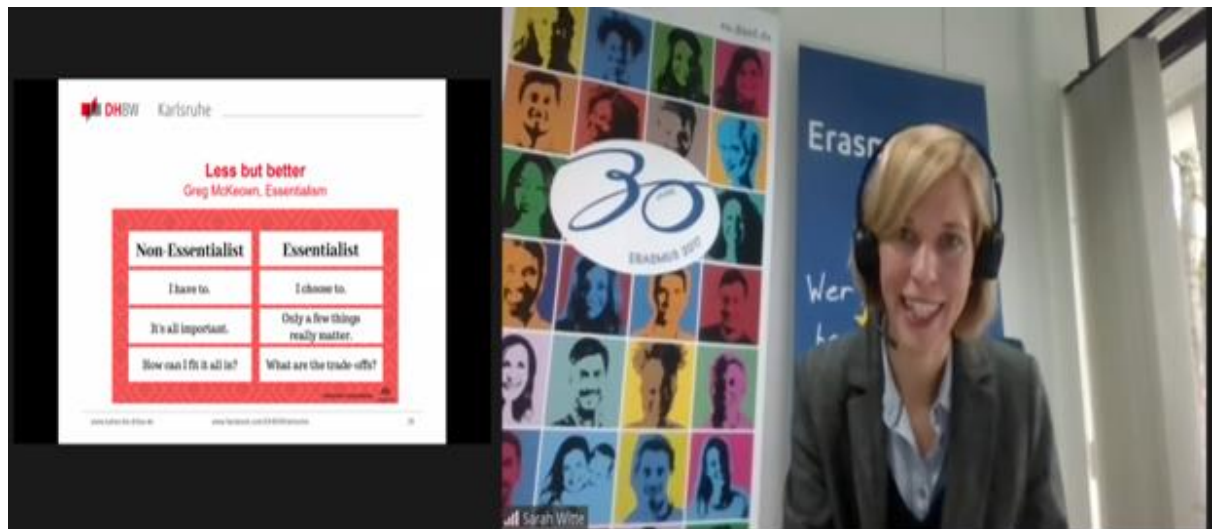 DHBW Karlsruhe
Less but better
Greg McKeown, Essentialism
Non-Essentialist
Essentialist
I have to.
I choose to.
It's all important.
Only a few things
really matter.
How can I fit it all in?
What are the trade-offs?
30
ERASMUS 2017
Eras
Wer
Sarah Witte